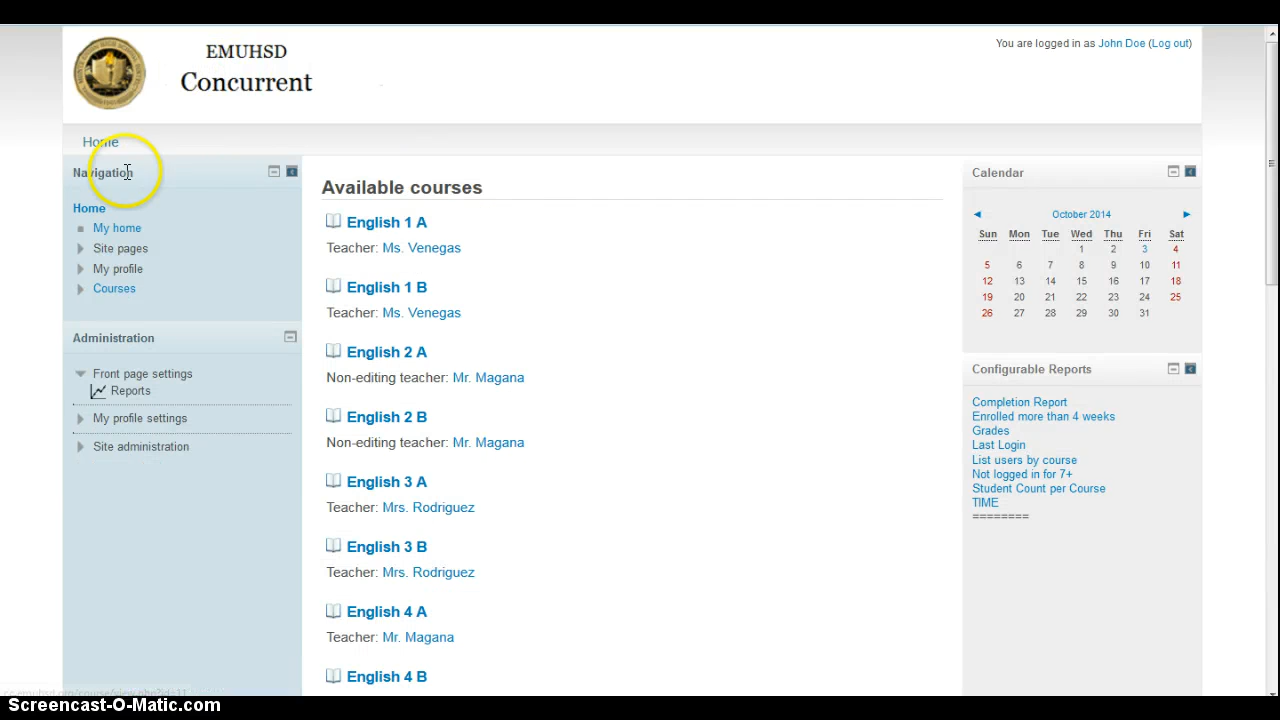 EMUHSD
Concurrent
You are logged in as John Doe (Log out)
Home
Navigation
Home
My home
Site pages
My profile
Courses
Administration
Front page settings
Reports
My profile settings
Site administration
Available courses
English 1 A
Teacher: Ms. Venegas
English 1 B
Teacher: Ms. Venegas
English 2 A
Non-editing teacher: Mr. Magana
English 2 B
Non-editing teacher: Mr. Magana
English 3 A
Teacher: Mrs. Rodriguez
English 3 B
Teacher: Mrs. Rodriguez
English 4 A
Teacher: Mr. Magana
English 4 B
Calendar
October 2014
Sun Mon Tue Wed Thu Fri Sat
1 2 3 4
5 6 7 8 9 10 11
12 13 14 15 16 17 18
19 20 21 22 23 24 25
26 27 28 29 30 31
Configurable Reports
Completion Report
Enrolled more than 4 weeks
Grades
Last Login
List users by course
Not logged in for 7+
Student Count per Course
TIME
========
Screencast-O-Matic.com